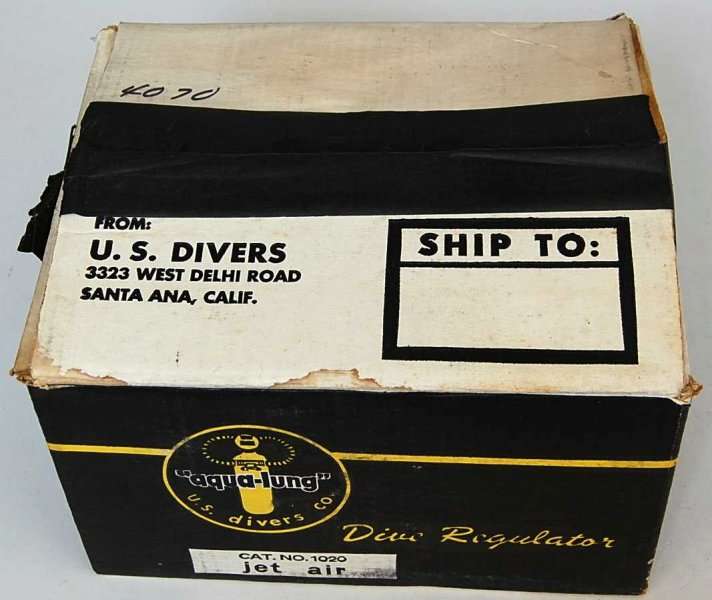 4070
FROM:
U. S. DIVERS
3323 WEST DELHI ROAD
SANTA ANA, CALIF.
SHIP TO:
"aqua-lung"
U.S. divers CO.
Dive Regulator
CAT. NO. 1020
jet air